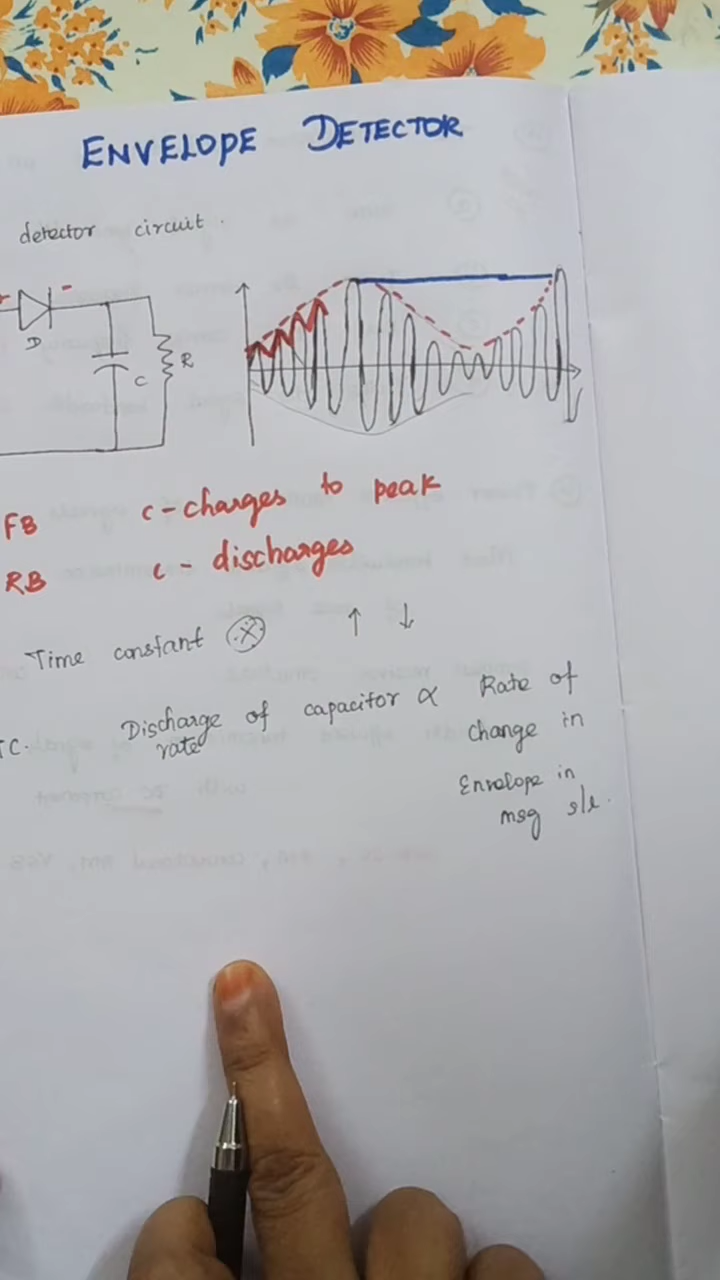 ENVELOPE DETECTOR
detector circuit.
+ -
D
C
R
FB C-charges to peak
RB C- discharges
Time constant X ↑ ↓
TC. Discharge of capacitor ∝ Rate of
rate change in
Envelope in
msg s/l.